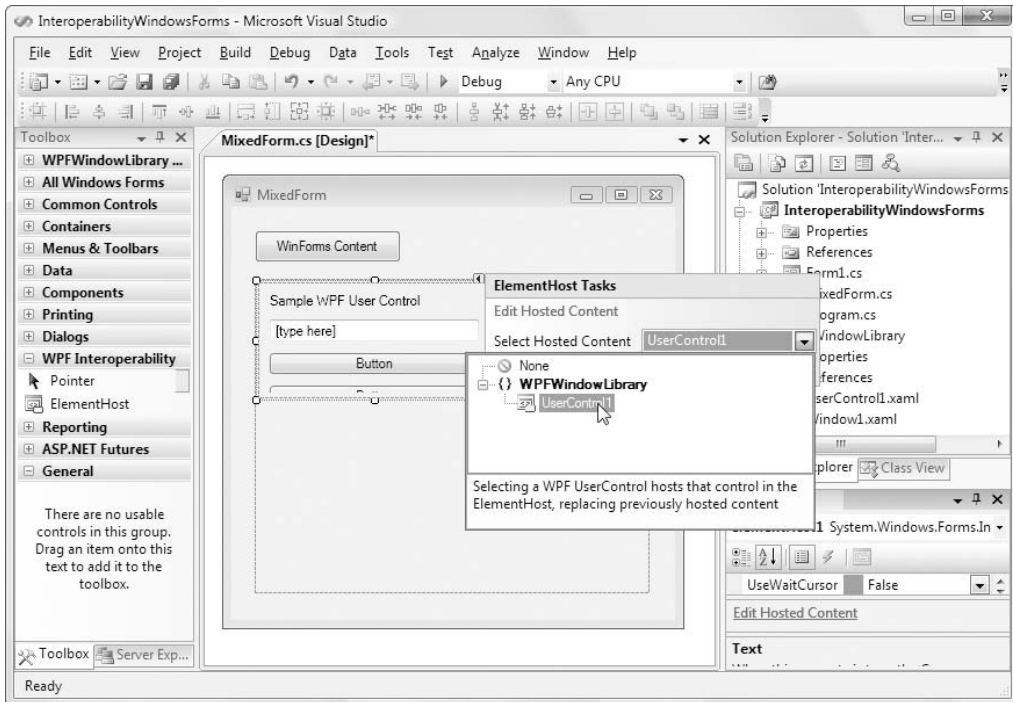 InteroperabilityWindowsForms - Microsoft Visual Studio
File Edit View Project Build Debug Data Tools Test Analyze Window Help
Debug Any CPU
Toolbox
WPFWindowLibrary ...
All Windows Forms
Common Controls
Containers
Menus & Toolbars
Data
Components
Printing
Dialogs
WPF Interoperability
Pointer
ElementHost
Reporting
ASP.NET Futures
General
There are no usable
controls in this group.
Drag an item onto this
text to add it to the
toolbox.
Toolbox Server Exp...
MixedForm.cs [Design]*
MixedForm
WinForms Content
Sample WPF User Control
[type here]
Button
ElementHost Tasks
Edit Hosted Content
Select Hosted Content UserControl1
None
{} WPFWindowLibrary
UserControl1
Selecting a WPF UserControl hosts that control in the
ElementHost, replacing previously hosted content
Solution Explorer - Solution 'Inter...
Solution 'InteroperabilityWindowsForms
InteroperabilityWindowsForms
Properties
References
Form1.cs
ixedForm.cs
ogram.cs
WindowLibrary
operties
ferences
serControl1.xaml
indow1.xaml
plorer Class View
1 System.Windows.Forms.In
UseWaitCursor False
Edit Hosted Content
Text
Ready